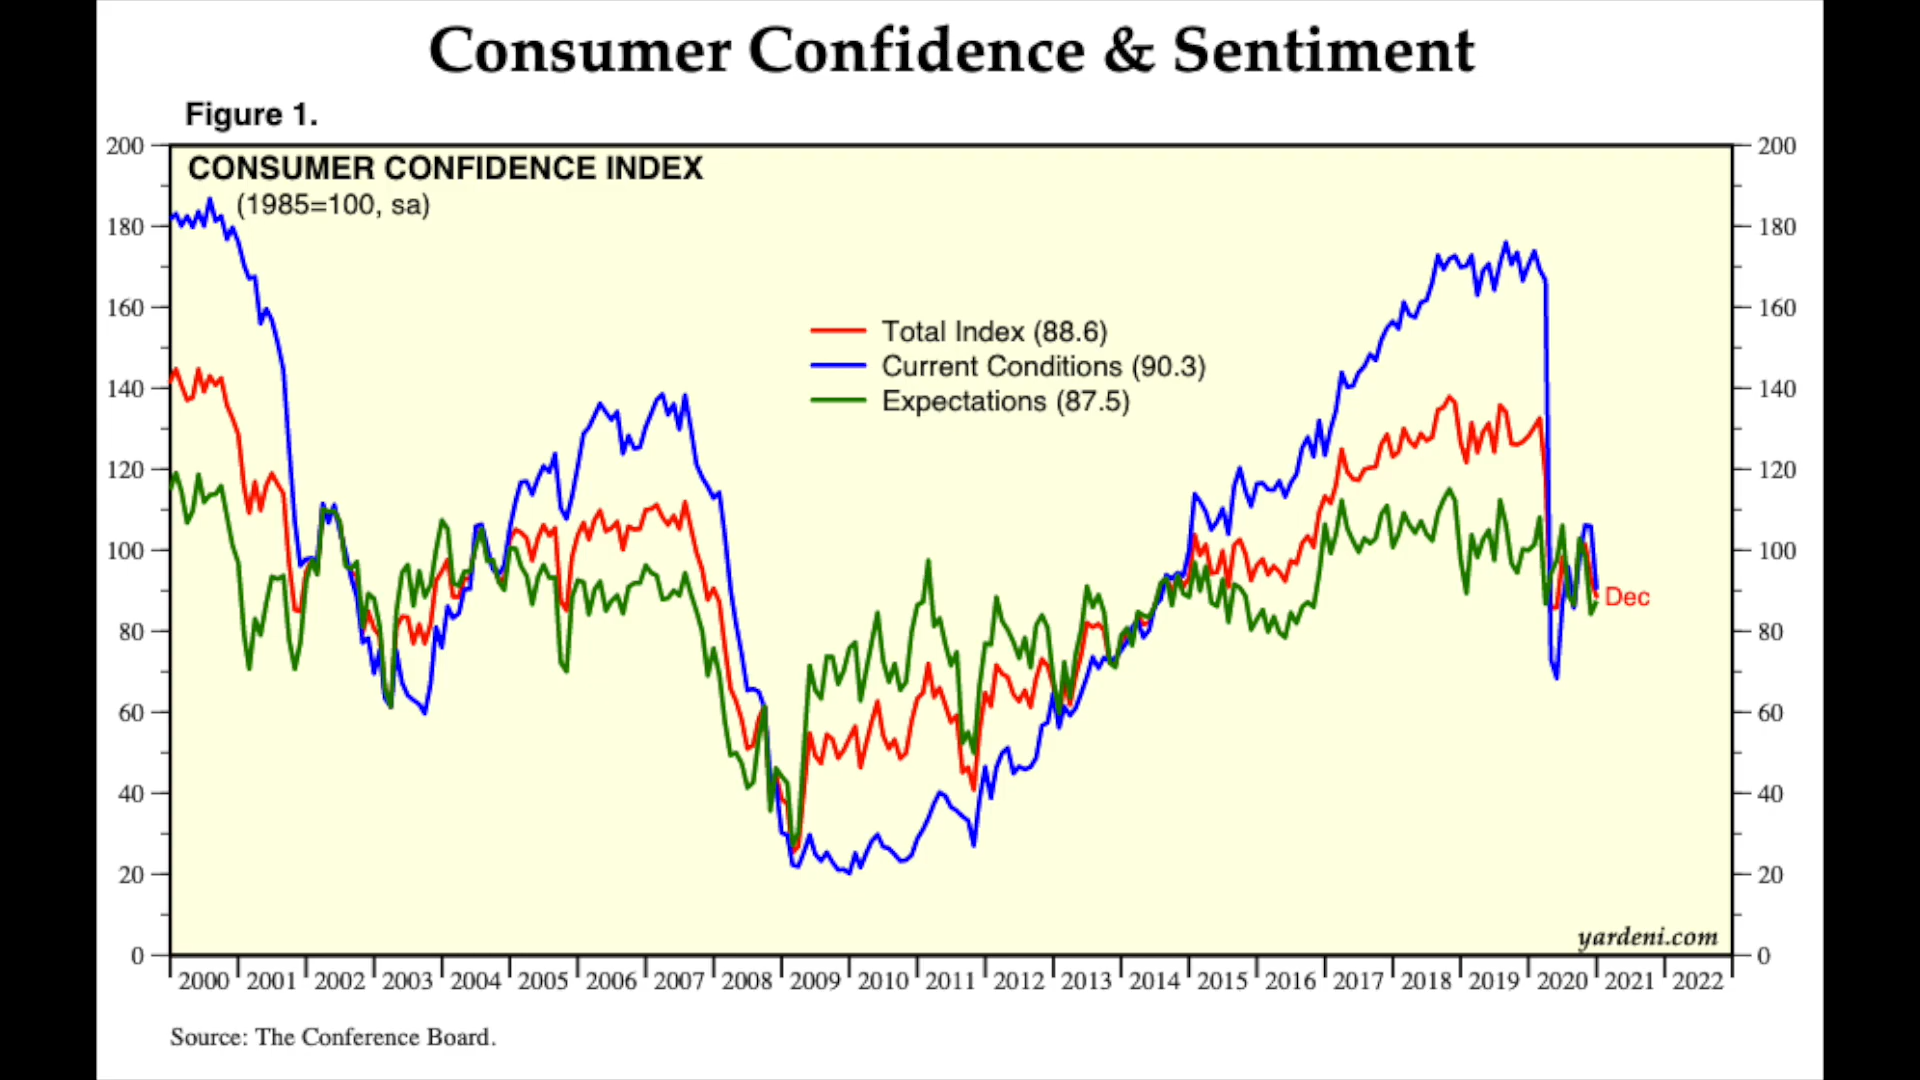 Consumer Confidence & Sentiment
Figure 1.
200 200
CONSUMER CONFIDENCE INDEX
(1985=100, sa)
180 180
160 160
Total Index (88.6)
Current Conditions (90.3)
140 140
Expectations (87.5)
120 120
100 100
Dec
80 80
60 60
40 40
20 20
yardeni.com
0 0
2000 2001 2002 2003 2004 2005 2006 2007 2008 2009 2010 2011 2012 2013 2014 2015 2016 2017 2018 2019 2020 2021 2022
Source: The Conference Board.